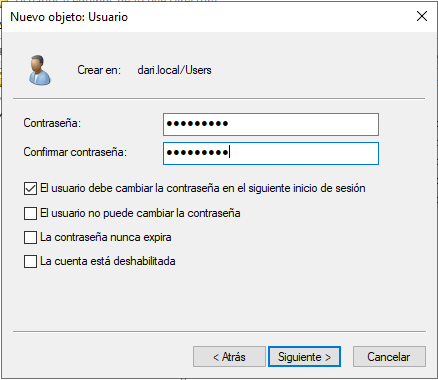 Nuevo objeto: Usuario
Crear en: dari.local/Users
Contraseña: ●●●●●●●●●
Confirmar contraseña: ●●●●●●●●●
El usuario debe cambiar la contraseña en el siguiente inicio de sesión
El usuario no puede cambiar la contraseña
La contraseña nunca expira
La cuenta está deshabilitada
< Atrás Siguiente > Cancelar